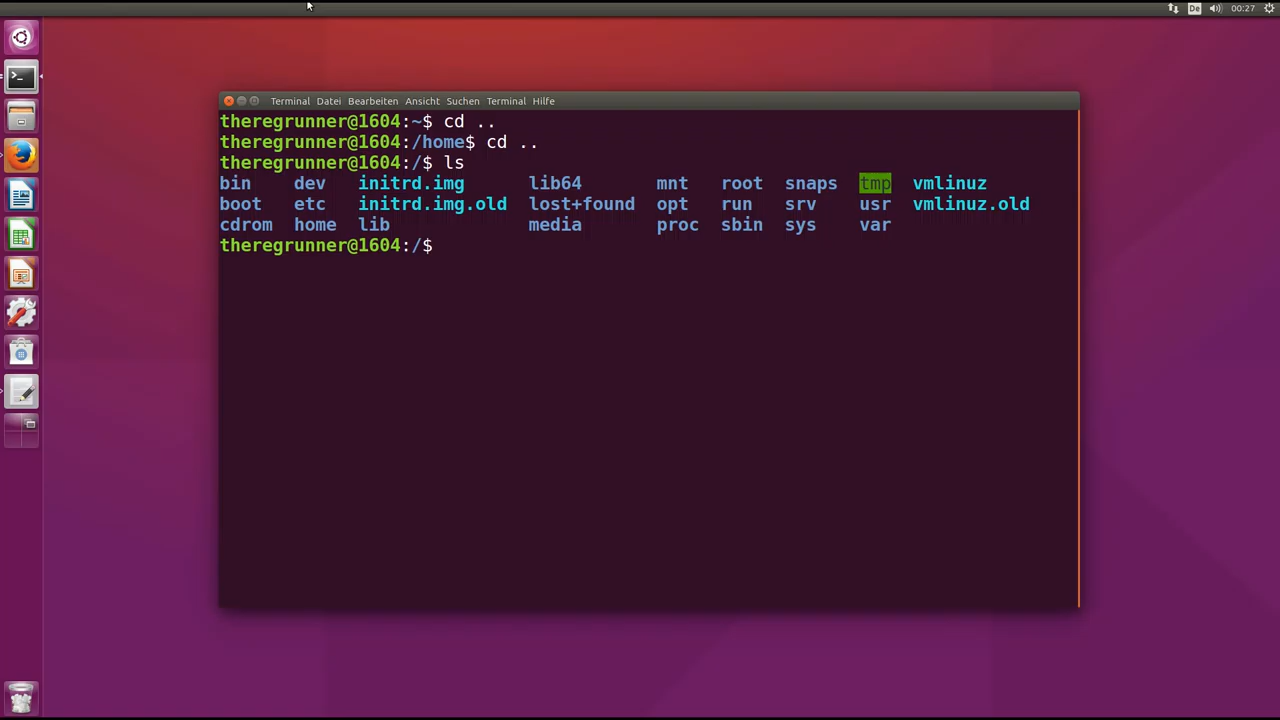 De 00:27
Terminal Datei Bearbeiten Ansicht Suchen Terminal Hilfe
theregrunner@1604:~$ cd ..
theregrunner@1604:/home$ cd ..
theregrunner@1604:/$ ls
bin dev initrd.img lib64 mnt root snaps tmp vmlinuz
boot etc initrd.img.old lost+found opt run srv usr vmlinuz.old
cdrom home lib media proc sbin sys var
theregrunner@1604:/$